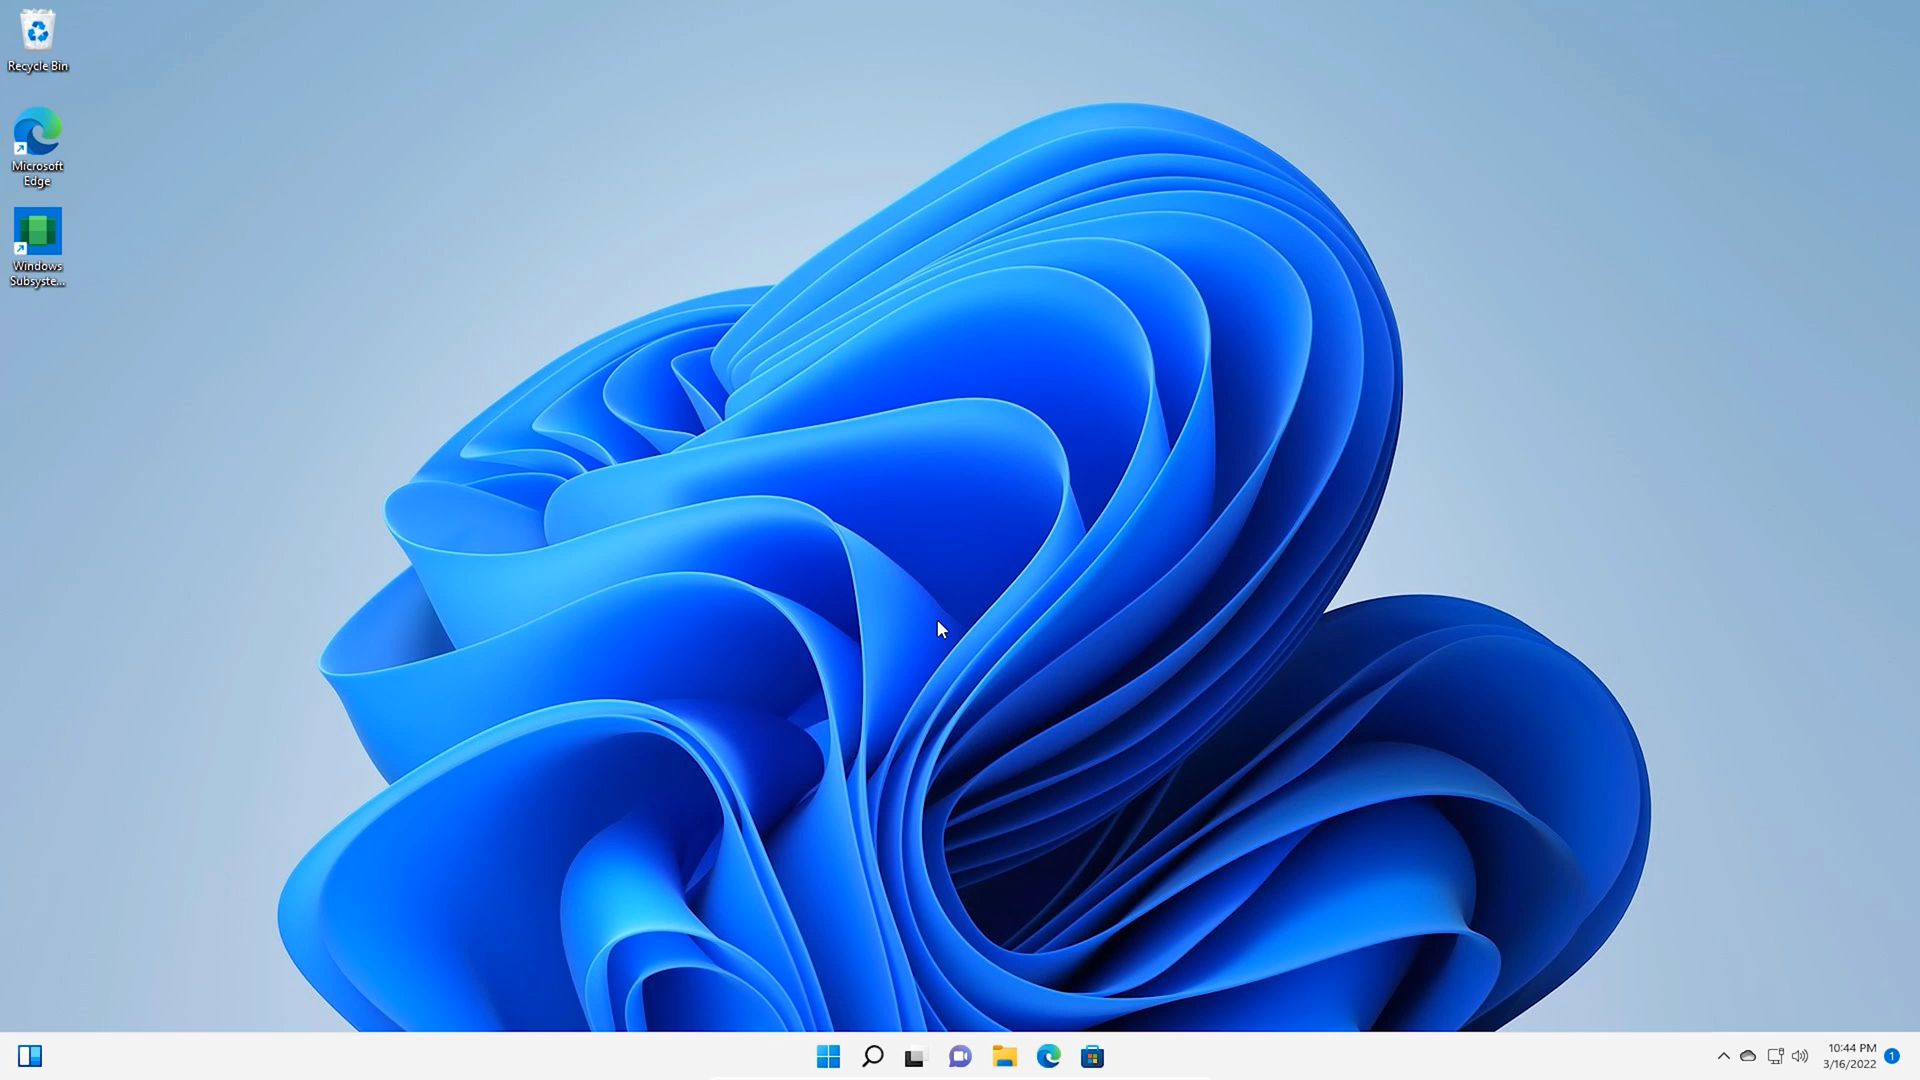 Recycle Bin
Microsoft
Edge
Windows
Subsyste...
10:44 PM
3/16/2022
1